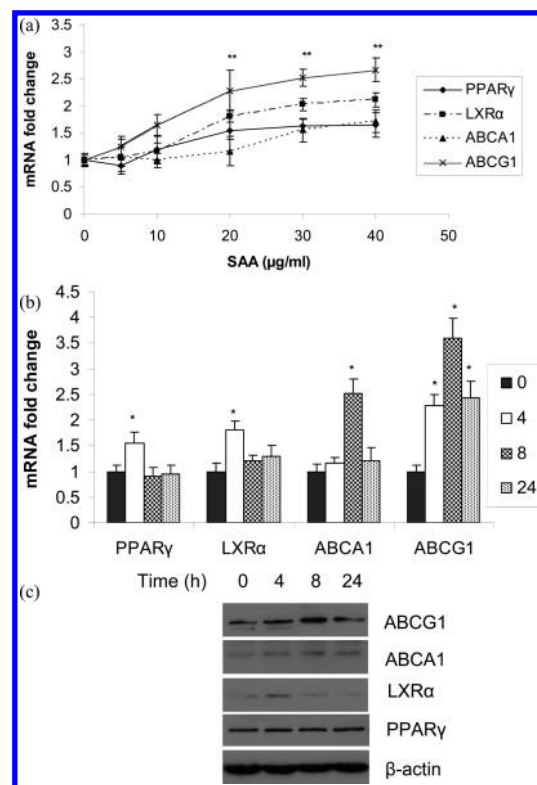 (a)
3
2.5
2
1.5
1
0.5
0
mRNA fold change
** ** **
0 10 20 30 40 50
SAA (µg/ml)
PPARγ
LXRα
ABCA1
ABCG1
(b)
4.5
4
3.5
3
2.5
2
1.5
1
0.5
0
mRNA fold change
* * * * * *
PPARγ LXRα ABCA1 ABCG1
0
4
8
24
(c)
Time (h) 0 4 8 24
ABCG1
ABCA1
LXRα
PPARγ
β-actin